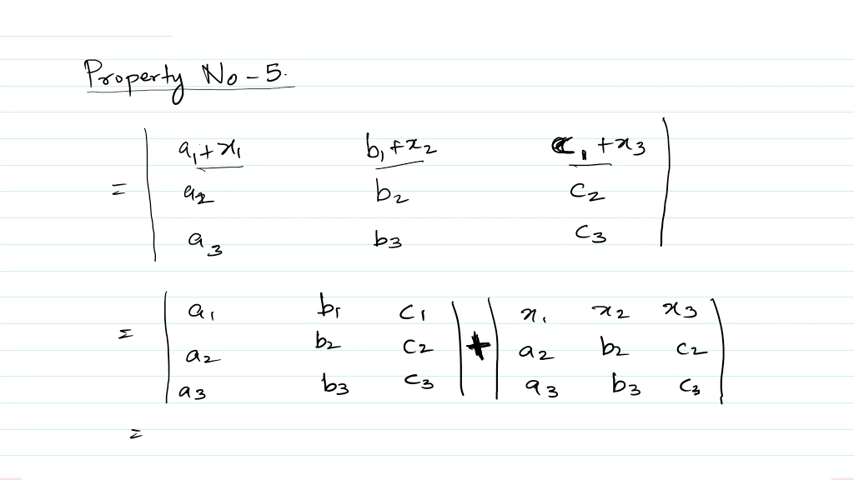 Property No-5.
= | a₁+x₁ b₁+x₂ c₁+x₃ |
| a₂ b₂ c₂ |
| a₃ b₃ c₃ |
= | a₁ b₁ c₁ | + | x₁ x₂ x₃ |
| a₂ b₂ c₂ | | a₂ b₂ c₂ |
| a₃ b₃ c₃ | | a₃ b₃ c₃ |
=